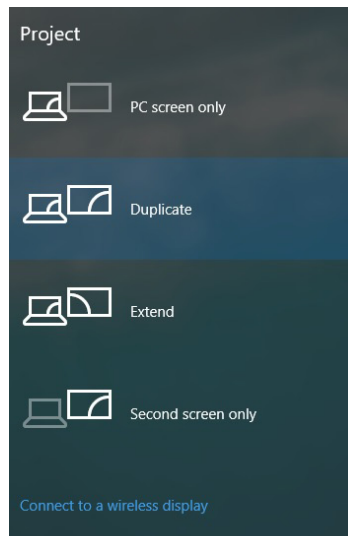 Project
PC screen only
Duplicate
Extend
Second screen only
Connect to a wireless display